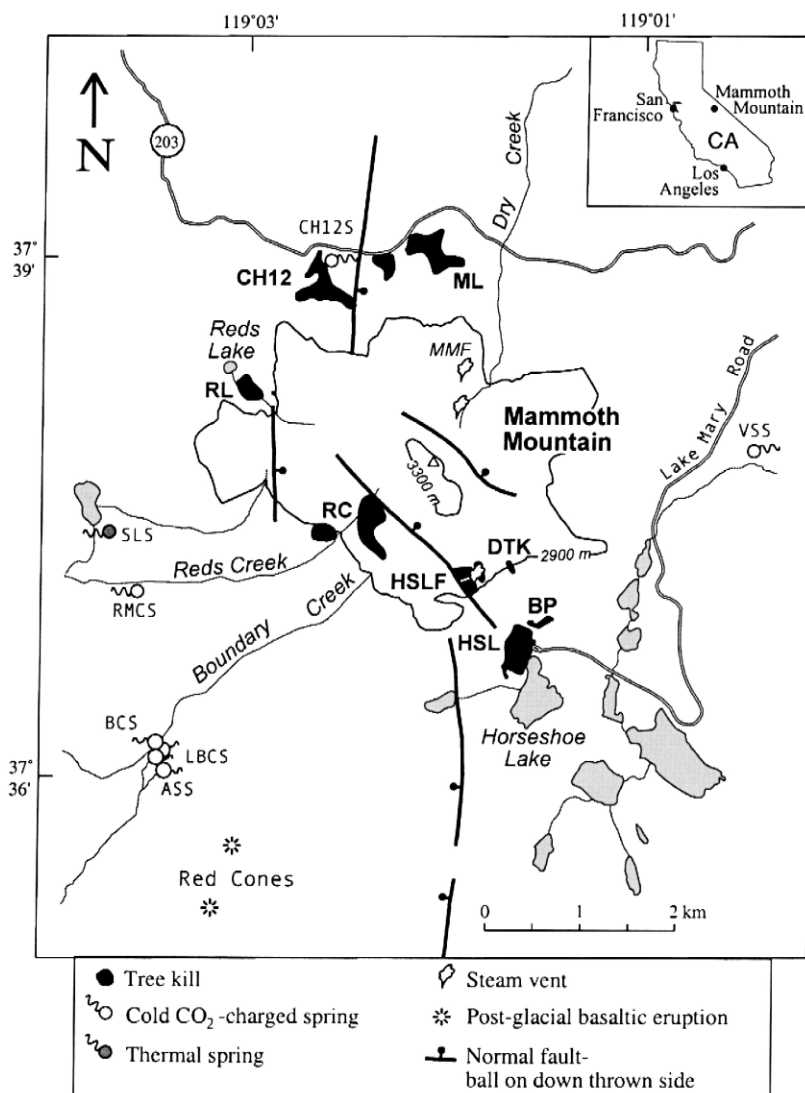 119°03'
119°01'
N
203
San
Francisco
Mammoth
Mountain
CA
Los
Angeles
Dry Creek
CH12S
37°
39'
CH12
ML
Reds
Lake
RL
MMF
Mammoth
Mountain
Lake Mary Road
VSS
3300 m
RC
SLS
DTK
2900 m
Reds Creek
HSLF
RMCS
BP
HSL
Boundary Creek
BCS
LBCS
ASS
Horseshoe
Lake
37°
36'
Red Cones
0 1 2 km
Tree kill
Steam vent
Cold CO₂-charged spring
Post-glacial basaltic eruption
Thermal spring
Normal fault-
ball on down thrown side